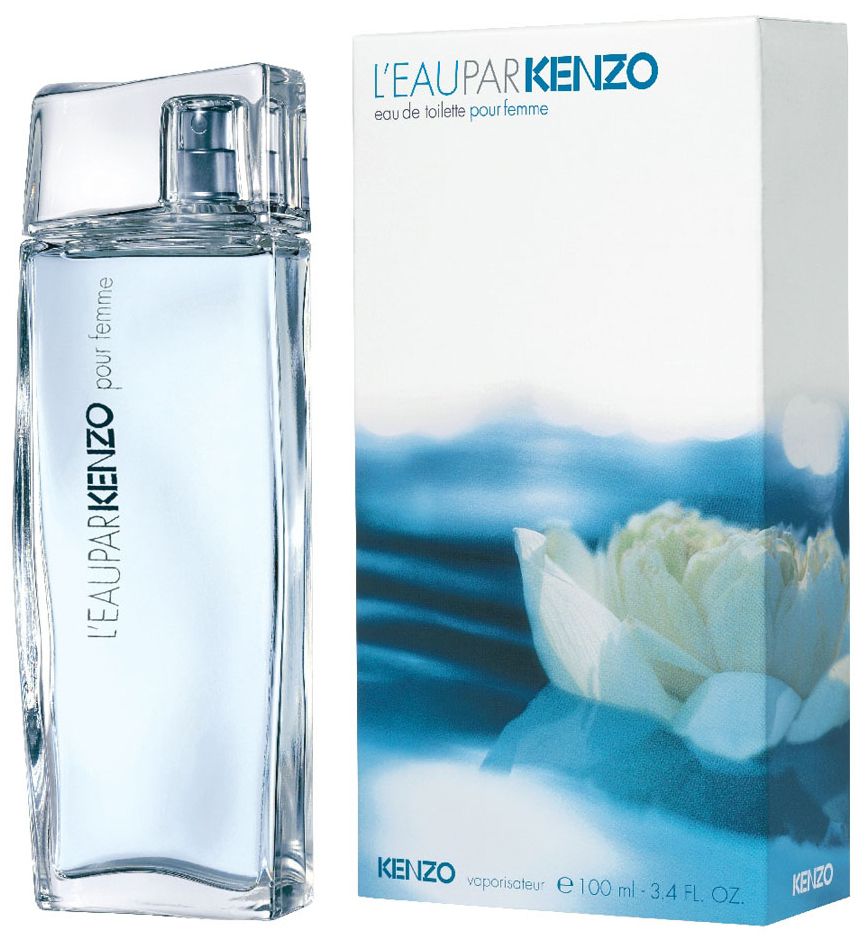 L'EAUPARKENZO pour femme
L'EAUPARKENZO
eau de toilette pour femme
KENZO vaporisateur e 100 ml - 3.4 FL. OZ.
KENZO